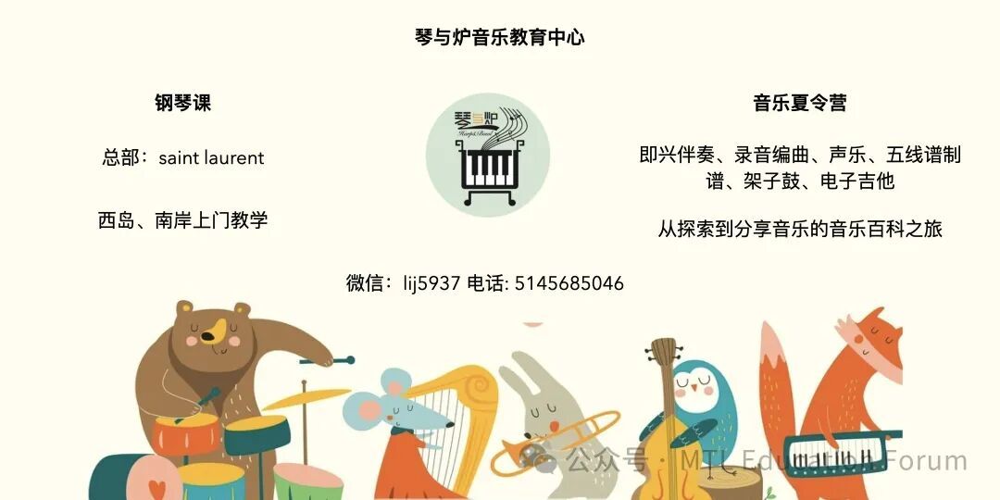 琴与炉音乐教育中心
钢琴课
总部：saint laurent
西岛、南岸上门教学
琴与炉
音乐夏令营
即兴伴奏、录音编曲、声乐、五线谱制
谱、架子鼓、电子吉他
从探索到分享音乐的音乐百科之旅
微信：lij5937 电话: 5145685046
公众号 · MTL Education Forum